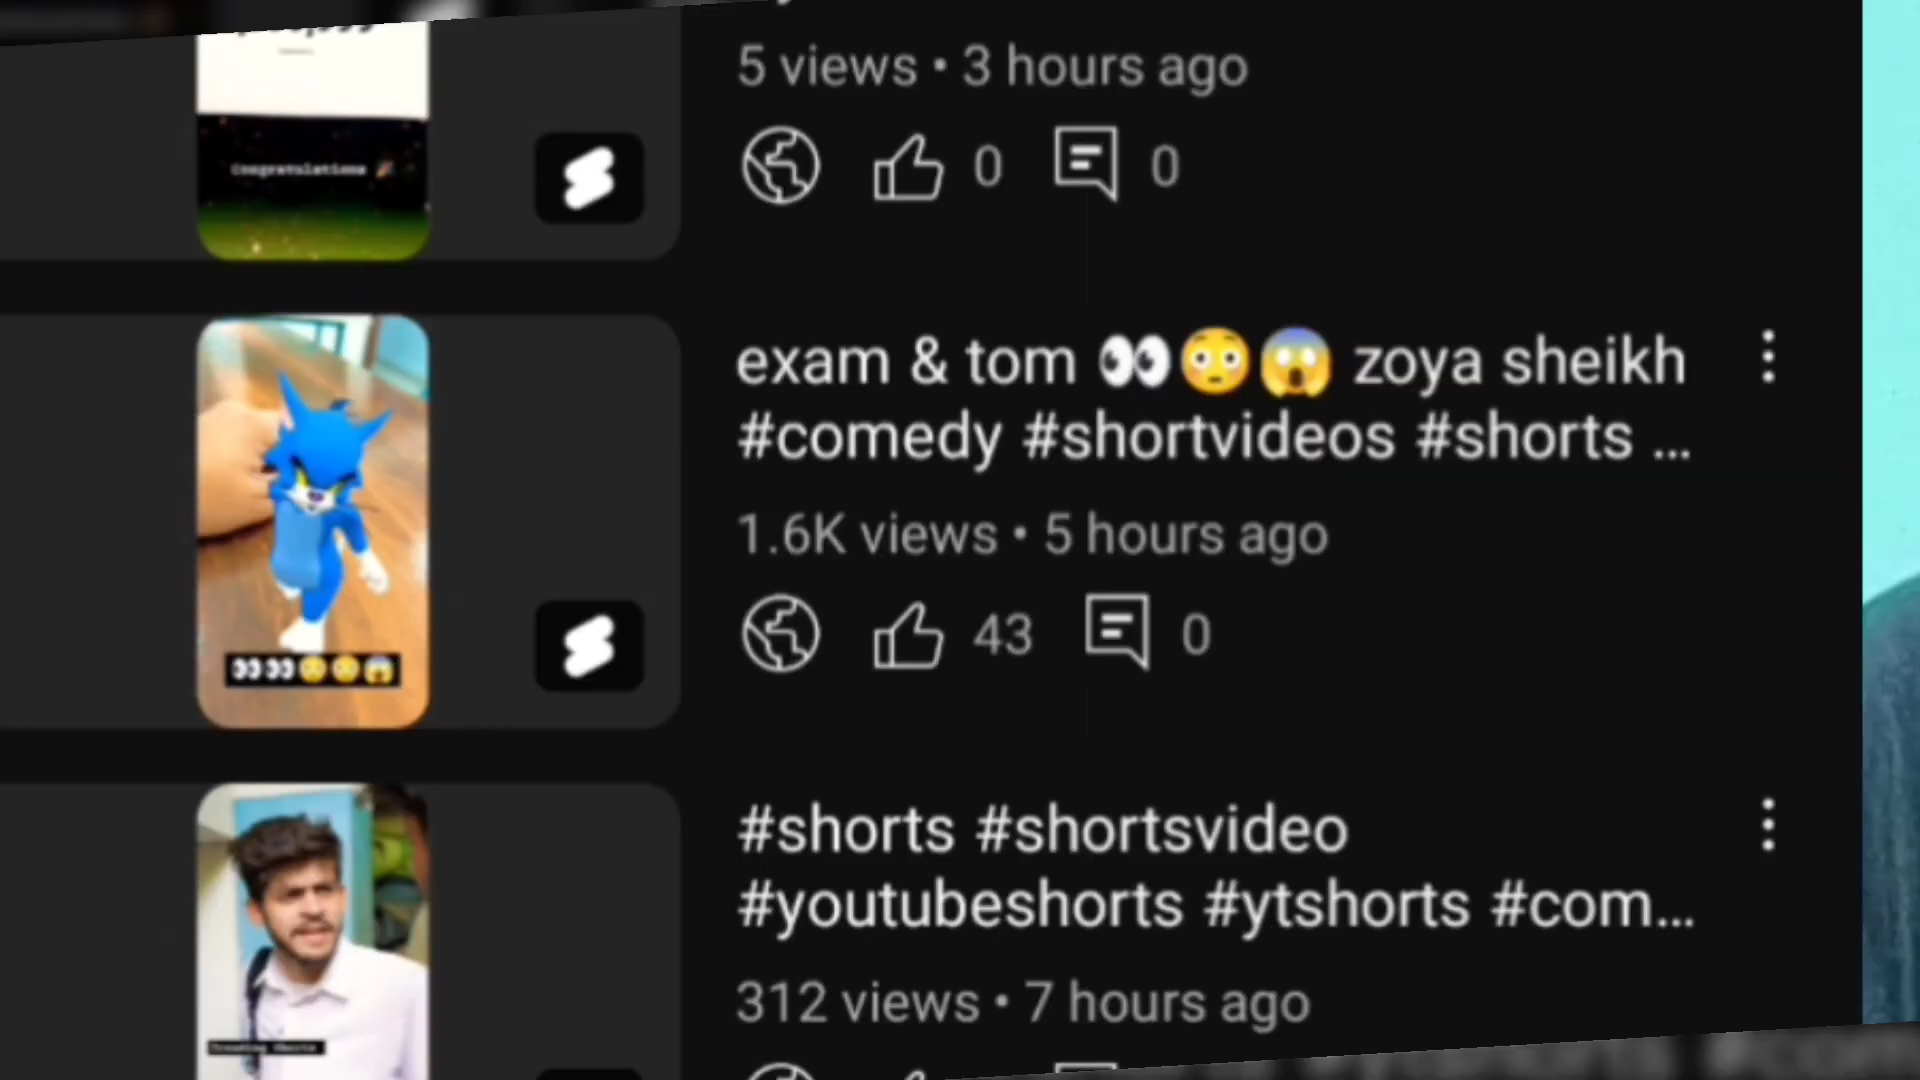 5 views • 3 hours ago
0 0
Congratulations 🎉
exam & tom 👀😳😱 zoya sheikh
#comedy #shortvideos #shorts ...
1.6K views • 5 hours ago
43 0
👀👀😳😳😱
#shorts #shortsvideo
#youtubeshorts #ytshorts #com...
312 views • 7 hours ago